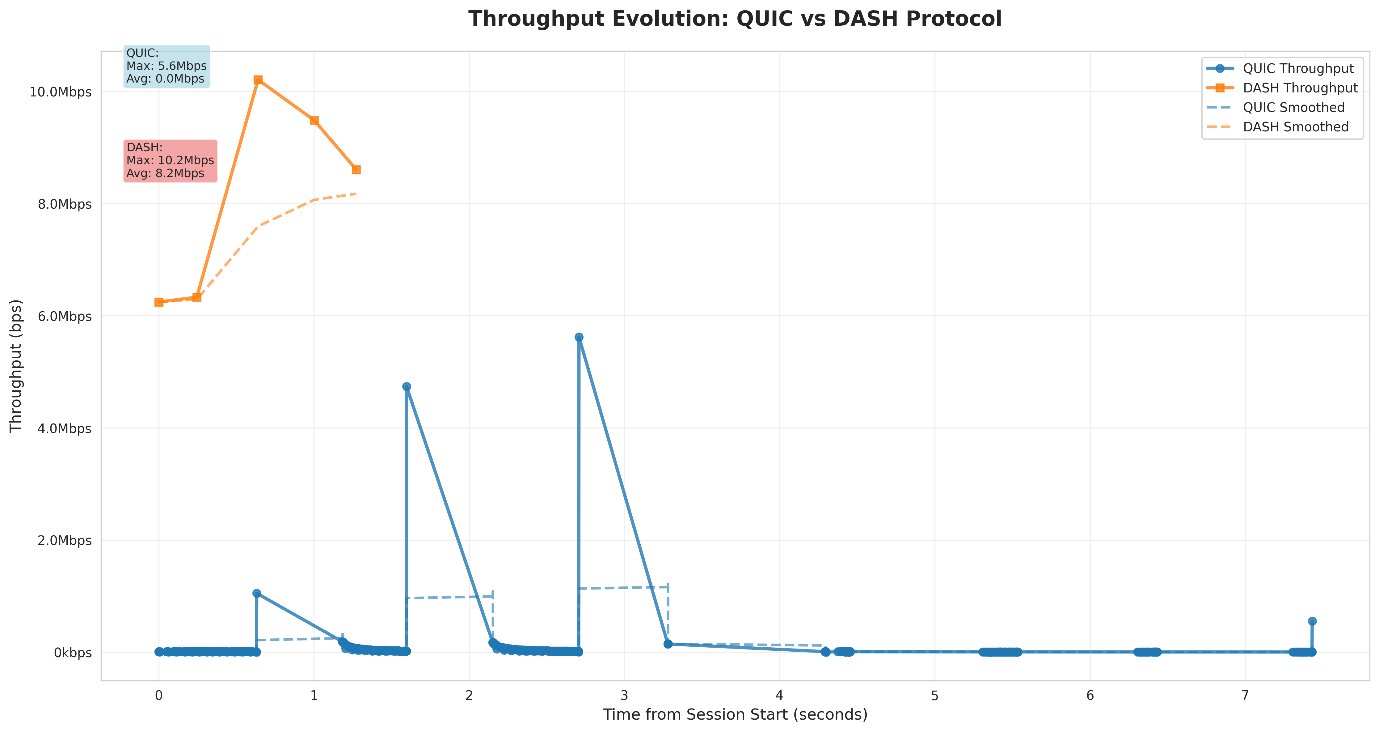 Throughput Evolution: QUIC vs DASH Protocol
QUIC:
Max: 5.6Mbps
Avg: 0.0Mbps
DASH:
Max: 10.2Mbps
Avg: 8.2Mbps
QUIC Throughput
DASH Throughput
QUIC Smoothed
DASH Smoothed
Throughput (bps)
10.0Mbps
8.0Mbps
6.0Mbps
4.0Mbps
2.0Mbps
0kbps
0 1 2 3 4 5 6 7
Time from Session Start (seconds)